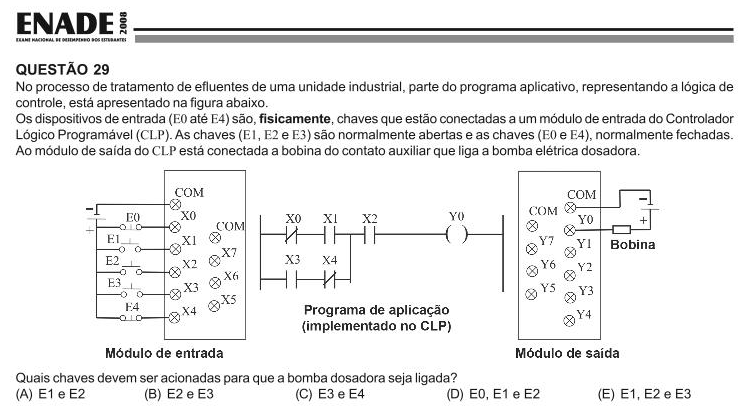 ENADE 2008
EXAME NACIONAL DE DESEMPENHO DOS ESTUDANTES
QUESTÃO 29
No processo de tratamento de efluentes de uma unidade industrial, parte do programa aplicativo, representando a lógica de
controle, está apresentado na figura abaixo.
Os dispositivos de entrada (E0 até E4) são, fisicamente, chaves que estão conectadas a um módulo de entrada do Controlador
Lógico Programável (CLP). As chaves (E1, E2 e E3) são normalmente abertas e as chaves (E0 e E4), normalmente fechadas.
Ao módulo de saída do CLP está conectada a bobina do contato auxiliar que liga a bomba elétrica dosadora.
COM
X0
X1
X2
X3
X4
COM
X7
X6
X5
E0
E1
E2
E3
E4
-
+
Módulo de entrada
X0 X1 X2 Y0
X3 X4
Programa de aplicação
(implementado no CLP)
COM
Y7
Y6
Y5
COM
Y0
Y1
Y2
Y3
Y4
-
+
Bobina
Módulo de saída
Quais chaves devem ser acionadas para que a bomba dosadora seja ligada?
(A) E1 e E2 (B) E2 e E3 (C) E3 e E4 (D) E0, E1 e E2 (E) E1, E2 e E3